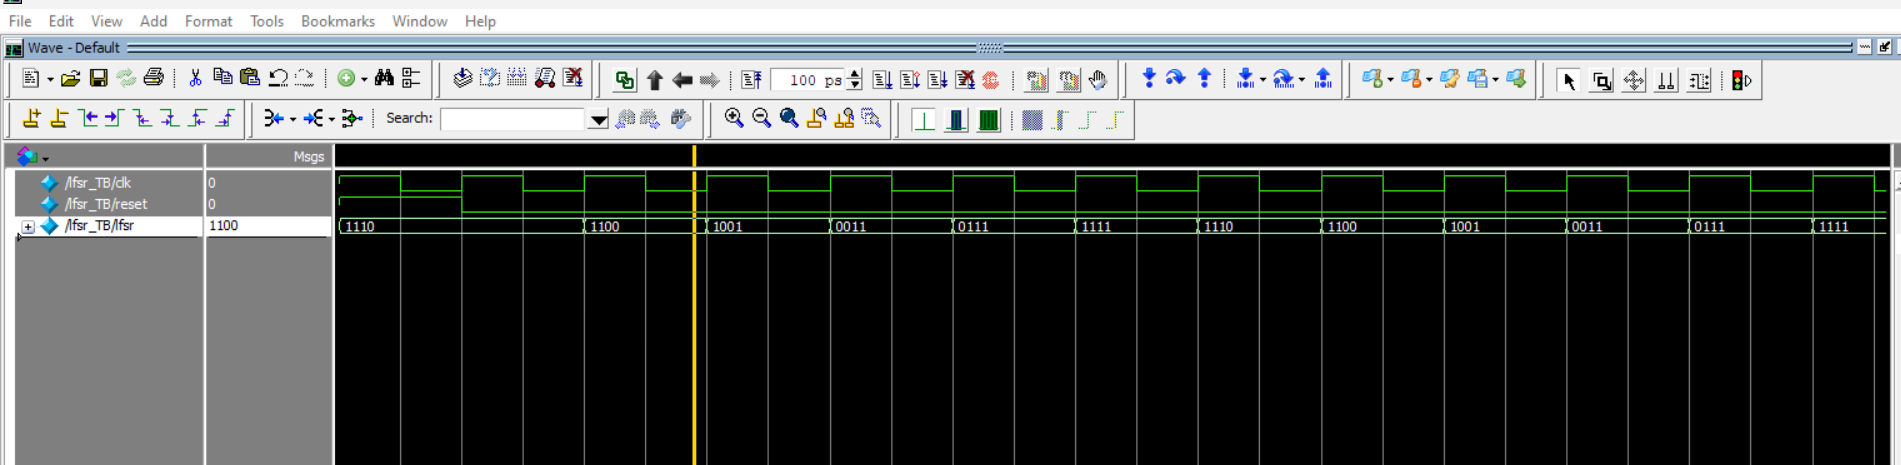 File Edit View Add Format Tools Bookmarks Window Help
Wave - Default
100 ps
Search:
Msgs
/lfsr_TB/clk 0
/lfsr_TB/reset 0
/lfsr_TB/lfsr 1100 1110 1100 1001 0011 0111 1111 1110 1100 1001 0011 0111 1111